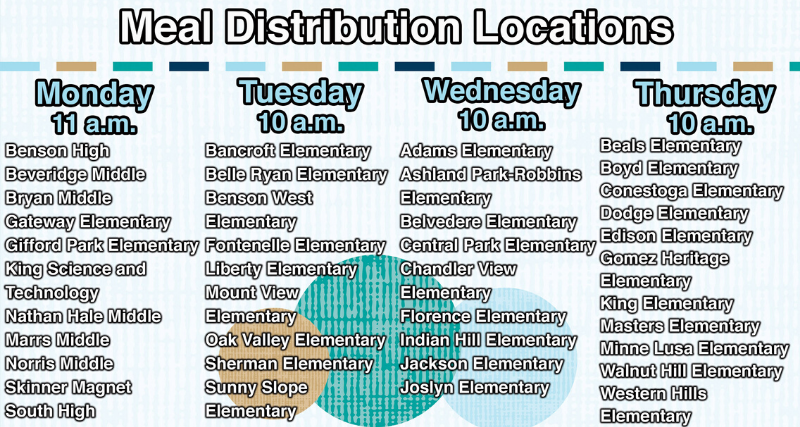 Meal Distribution Locations
Monday
11 a.m.
Benson High
Beveridge Middle
Bryan Middle
Gateway Elementary
Gifford Park Elementary
King Science and
Technology
Nathan Hale Middle
Marrs Middle
Norris Middle
Skinner Magnet
South High
Tuesday
10 a.m.
Bancroft Elementary
Belle Ryan Elementary
Benson West
Elementary
Fontenelle Elementary
Liberty Elementary
Mount View
Elementary
Oak Valley Elementary
Sherman Elementary
Sunny Slope
Elementary
Wednesday
10 a.m.
Adams Elementary
Ashland Park-Robbins
Elementary
Belvedere Elementary
Central Park Elementary
Chandler View
Elementary
Florence Elementary
Indian Hill Elementary
Jackson Elementary
Joslyn Elementary
Thursday
10 a.m.
Beals Elementary
Boyd Elementary
Conestoga Elementary
Dodge Elementary
Edison Elementary
Gomez Heritage
Elementary
King Elementary
Masters Elementary
Minne Lusa Elementary
Walnut Hill Elementary
Western Hills
Elementary